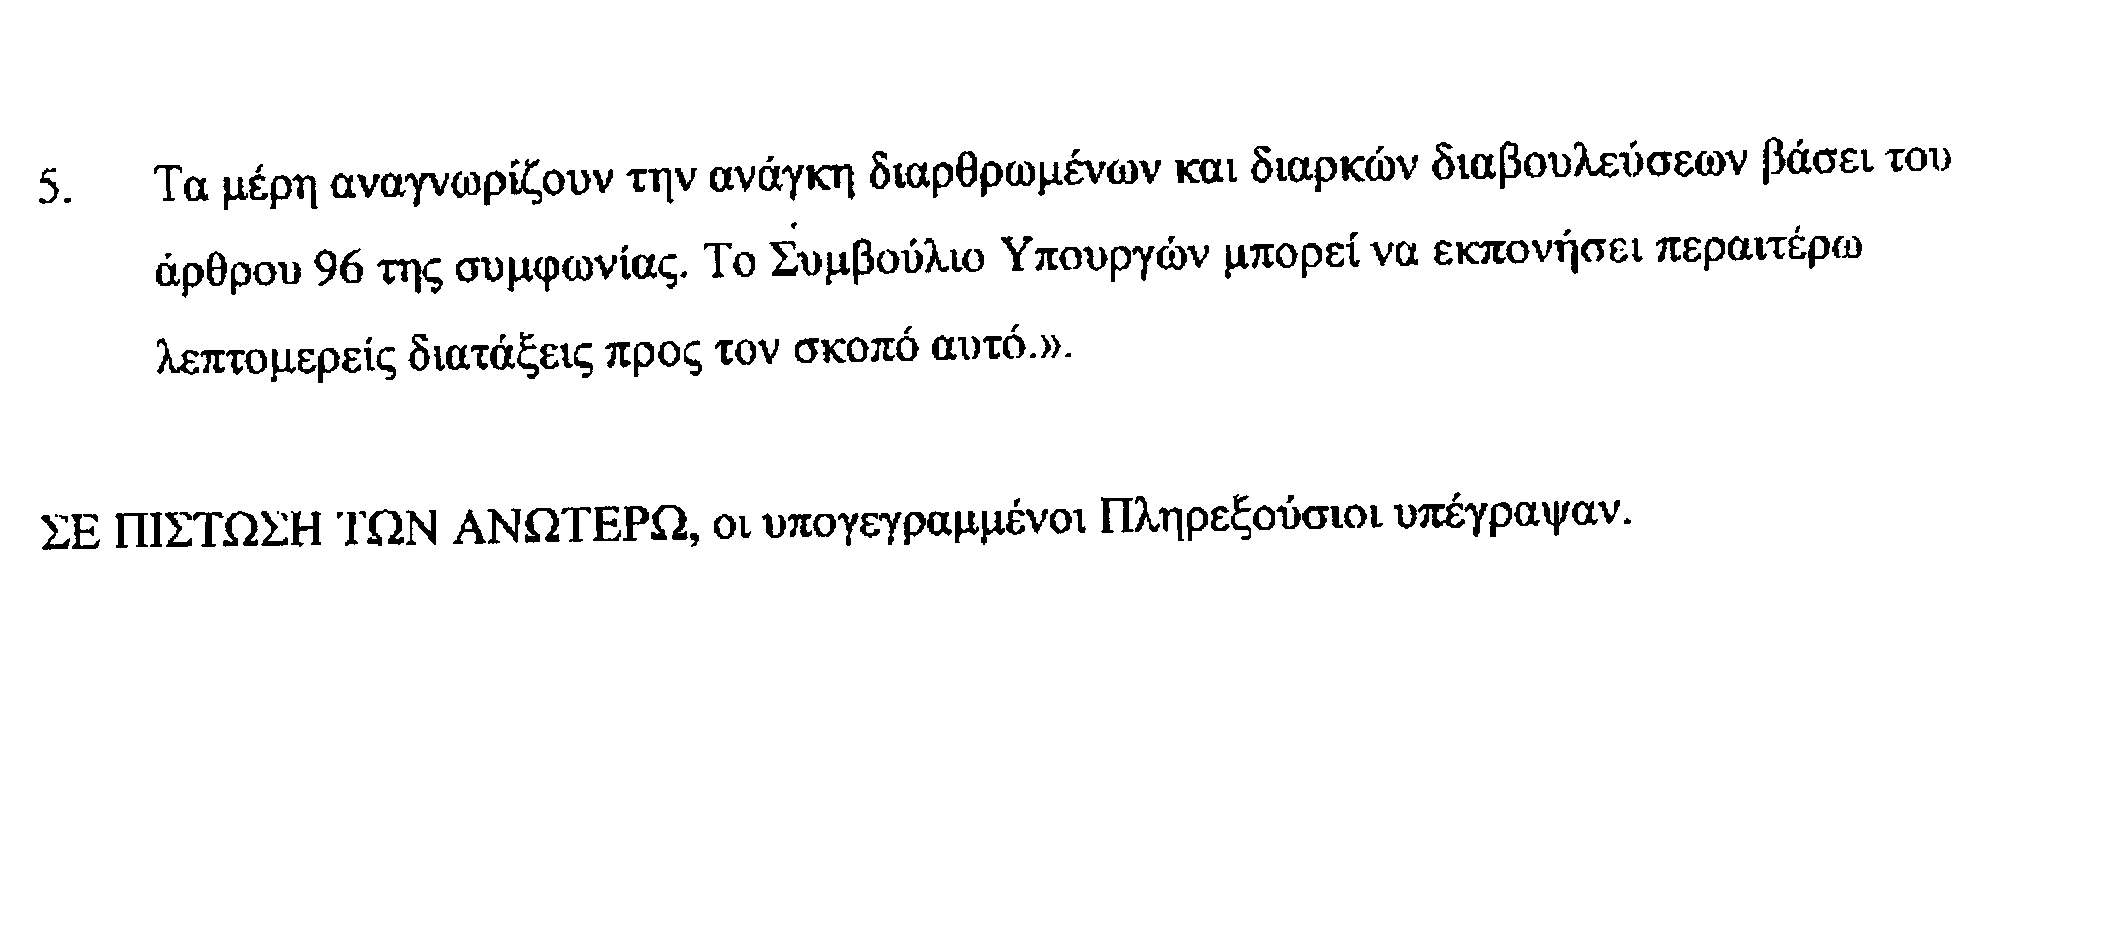 5. Τα μέρη αναγνωρίζουν την ανάγκη διαρθρωμένων και διαρκών διαβουλεύσεων βάσει του
άρθρου 96 της συμφωνίας. Το Συμβούλιο Υπουργών μπορεί να εκπονήσει περαιτέρω
λεπτομερείς διατάξεις προς τον σκοπό αυτό.».
ΣΕ ΠΙΣΤΩΣΗ ΤΩΝ ΑΝΩΤΕΡΩ, οι υπογεγραμμένοι Πληρεξούσιοι υπέγραψαν.